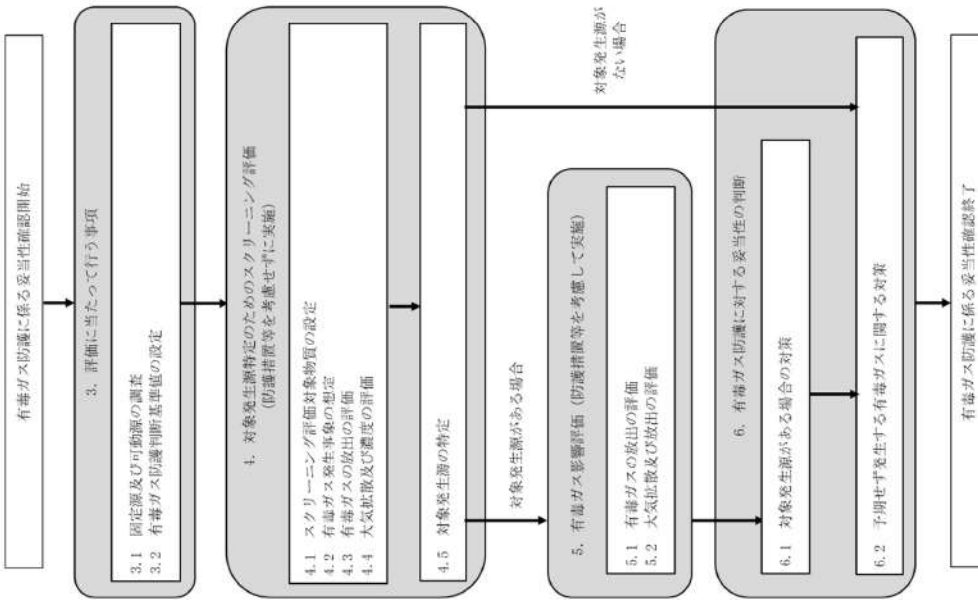 有毒ガス防護に係る妥当性確認開始
3. 評価に当たって行う事項
3.1 固定源及び可動源の調査
3.2 有毒ガス防護判断基準値の設定
4. 対象発生源特定のためのスクリーニング評価
(防護措置等を考慮せずに実施)
4.1 スクリーニング評価対象物質の設定
4.2 有毒ガス発生事象の想定
4.3 有毒ガスの放出の評価
4.4 大気拡散及び濃度の評価
4.5 対象発生源の特定
対象発生源がある場合
対象発生源が
ない場合
5. 有毒ガス影響評価(防護措置等を考慮して実施)
5.1 有毒ガスの放出の評価
5.2 大気拡散及び放出の評価
6. 有毒ガス防護に対する妥当性の判断
6.1 対象発生源がある場合の対策
6.2 予期せず発生する有毒ガスに関する対策
有毒ガス防護に係る妥当性確認終了